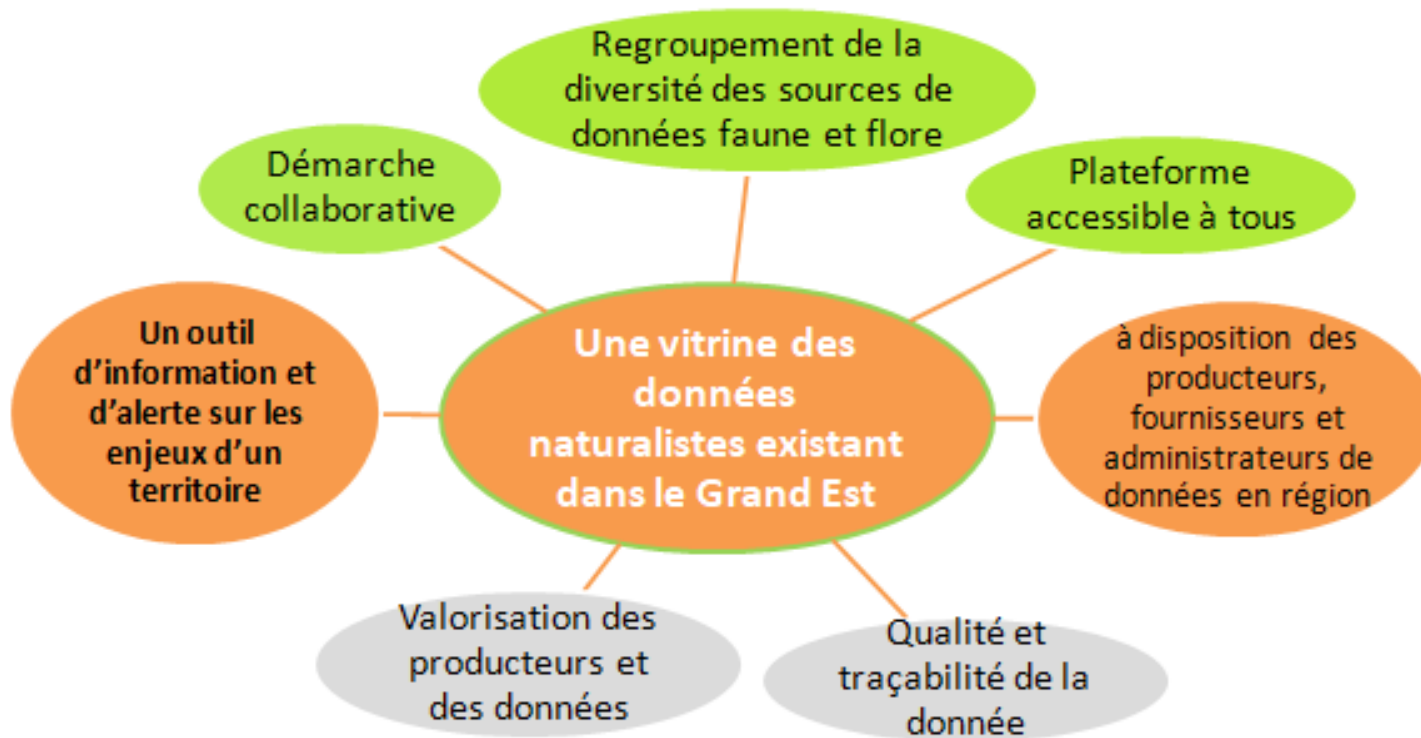 Regroupement de la
diversité des sources de
données faune et flore
Démarche
collaborative
Plateforme
accessible à tous
Un outil
d’information et
d’alerte sur les
enjeux d’un
territoire
Une vitrine des
données
naturalistes existant
dans le Grand Est
à disposition des
producteurs,
fournisseurs et
administrateurs de
données en région
Valorisation des
producteurs et
des données
Qualité et
traçabilité de la
donnée